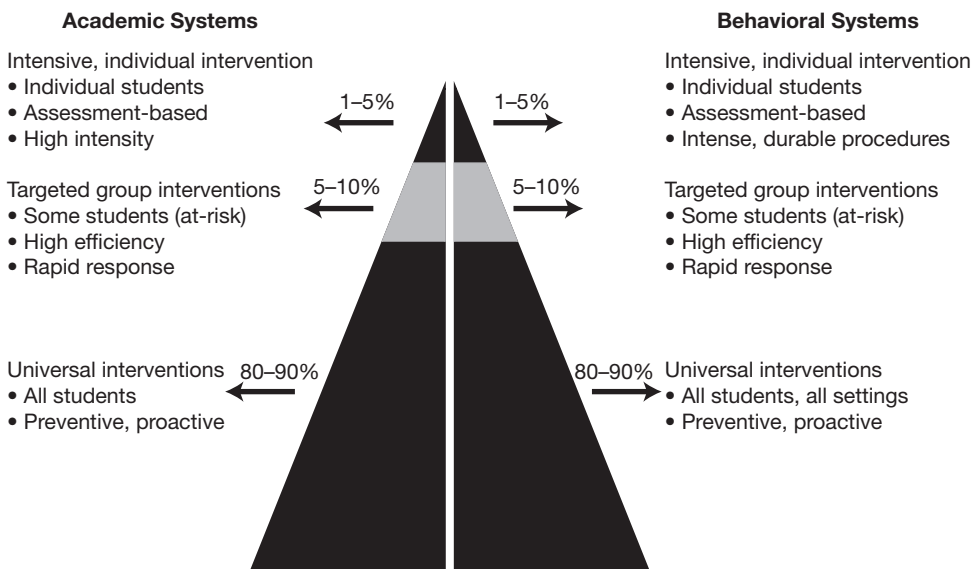 Academic Systems
Intensive, individual intervention
• Individual students
• Assessment-based
• High intensity
1–5%
Targeted group interventions
• Some students (at-risk)
• High efficiency
• Rapid response
5–10%
Universal interventions
• All students
• Preventive, proactive
80–90%
Behavioral Systems
Intensive, individual intervention
• Individual students
• Assessment-based
• Intense, durable procedures
1–5%
Targeted group interventions
• Some students (at-risk)
• High efficiency
• Rapid response
5–10%
Universal interventions
• All students, all settings
• Preventive, proactive
80–90%